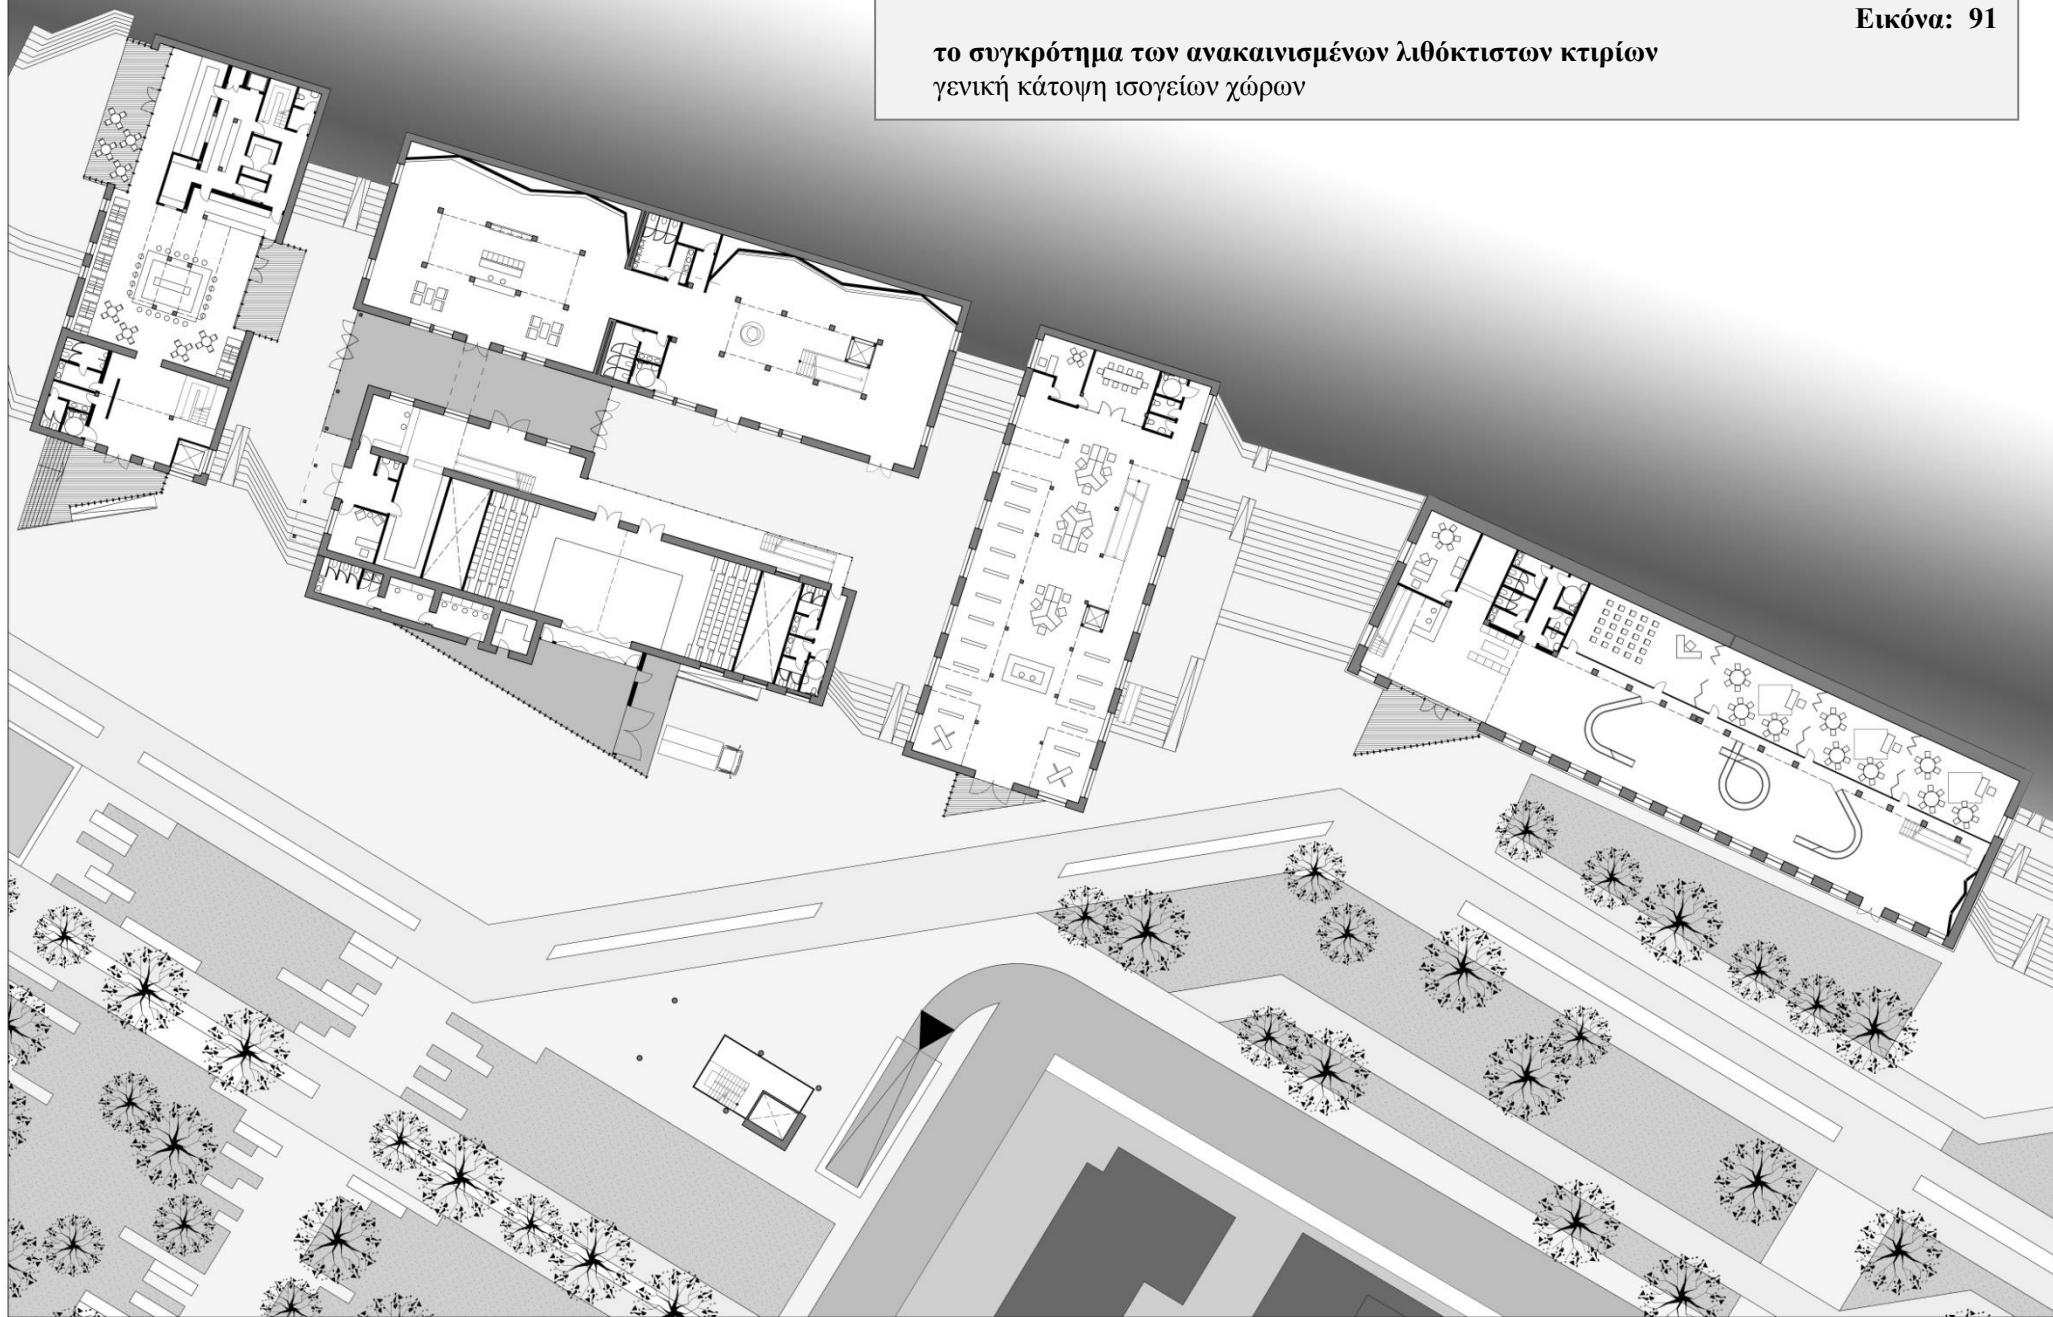 Εικόνα: 91
το συγκρότημα των ανακαινισμένων λιθόκτιστων κτιρίων
γενική κάτοψη ισογείων χώρων